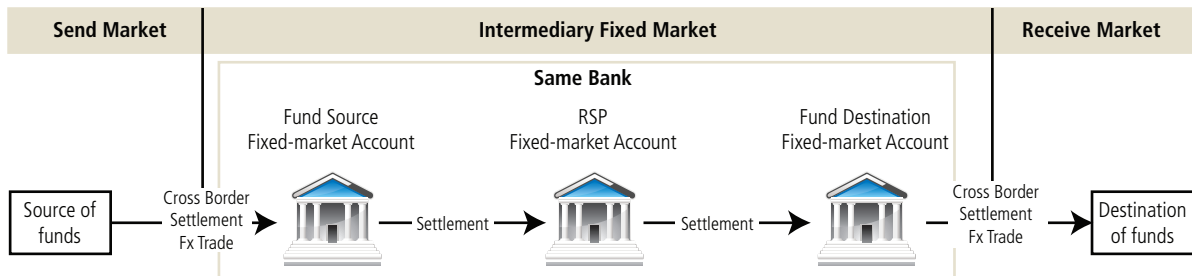 Send Market
Intermediary Fixed Market
Receive Market
Same Bank
Fund Source
Fixed-market Account
RSP
Fixed-market Account
Fund Destination
Fixed-market Account
Source of
funds
Cross Border
Settlement
Fx Trade
Settlement
Settlement
Cross Border
Settlement
Fx Trade
Destination
of funds